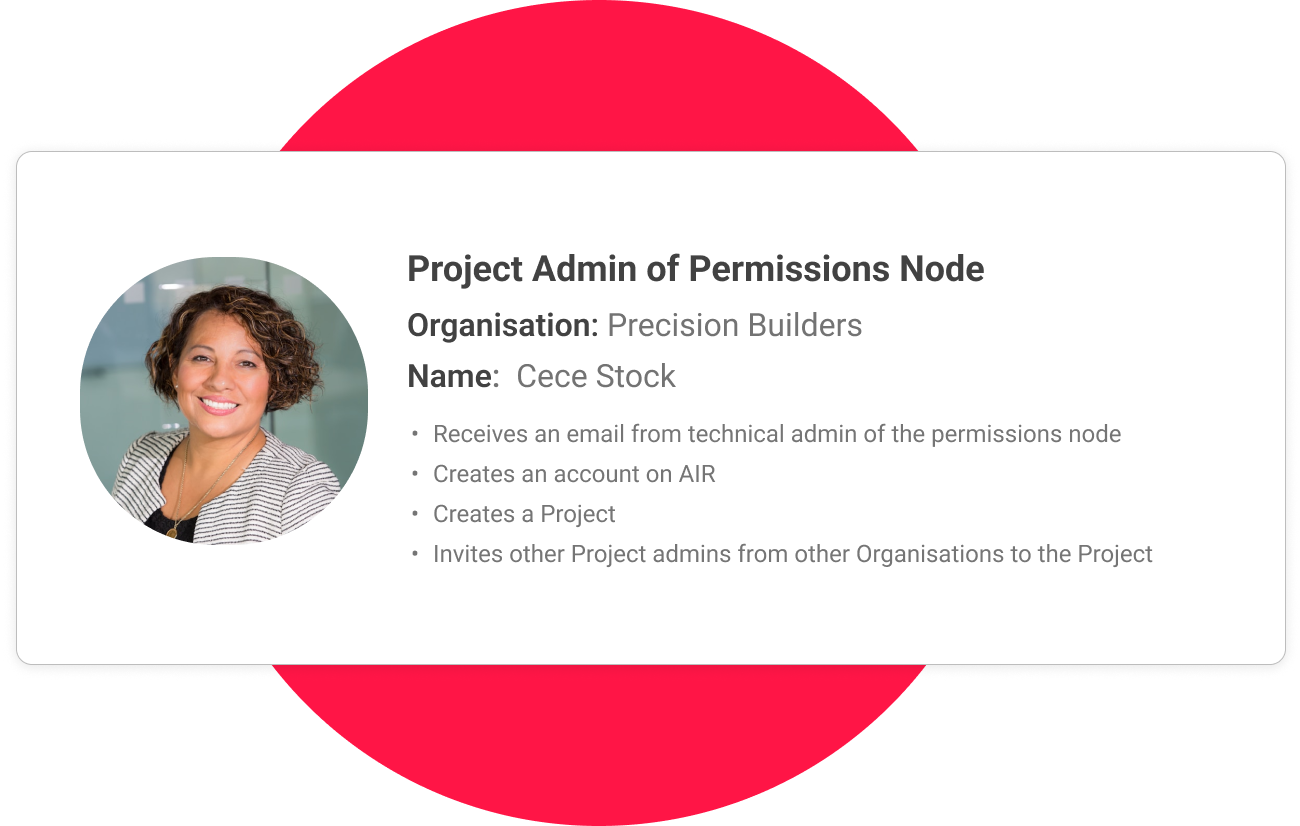 Project Admin of Permissions Node
Organisation: Precision Builders
Name:  Cece Stock
• Receives an email from technical admin of the permissions node
• Creates an account on AIR
• Creates a Project
• Invites other Project admins from other Organisations to the Project